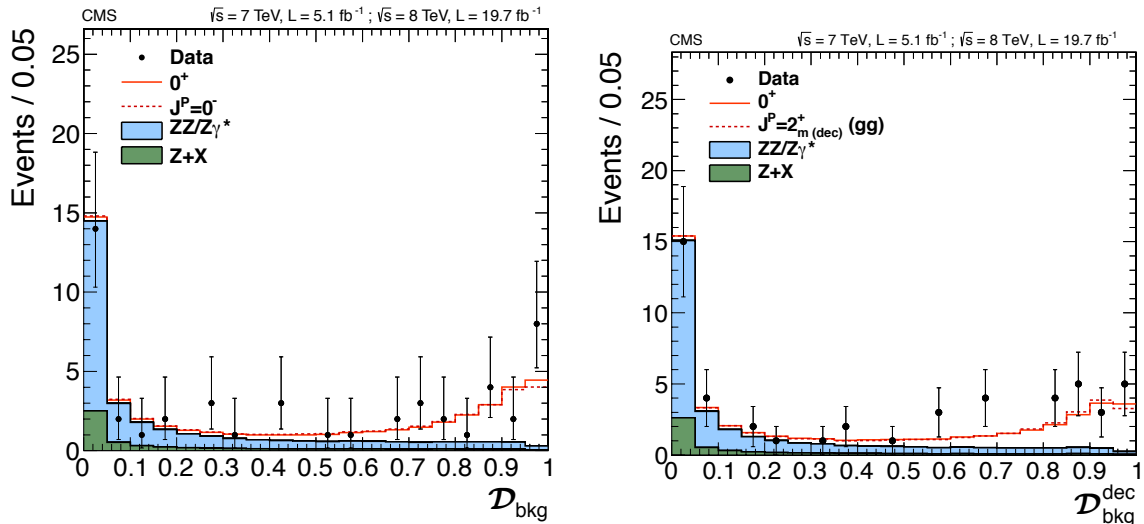 CMS √s = 7 TeV, L = 5.1 fb⁻¹ ; √s = 8 TeV, L = 19.7 fb⁻¹
Events / 0.05
25
20
15
10
5
0
Data
0⁺
Jᴾ=0⁻
ZZ/Zγ*
Z+X
0 0.1 0.2 0.3 0.4 0.5 0.6 0.7 0.8 0.9 1
𝒟bkg
CMS √s = 7 TeV, L = 5.1 fb⁻¹ ; √s = 8 TeV, L = 19.7 fb⁻¹
Events / 0.05
25
20
15
10
5
0
Data
0⁺
Jᴾ=2⁺m (dec) (gg)
ZZ/Zγ*
Z+X
0 0.1 0.2 0.3 0.4 0.5 0.6 0.7 0.8 0.9 1
𝒟dec bkg